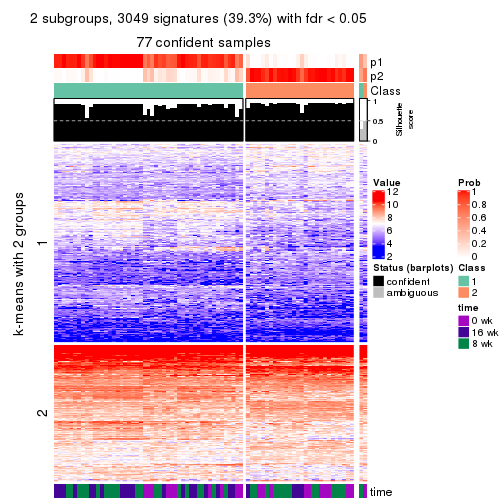 2 subgroups, 3049 signatures (39.3%) with fdr < 0.05
77 confident samples
p1
p2
Class
1
0.5
0
Silhouette
score
k-means with 2 groups
1
2
Value
12
10
8
6
4
2
Prob
1
0.8
0.6
0.4
0.2
0
Status (barplots)
confident
ambiguous
Class
1
2
time
0 wk
16 wk
8 wk
time